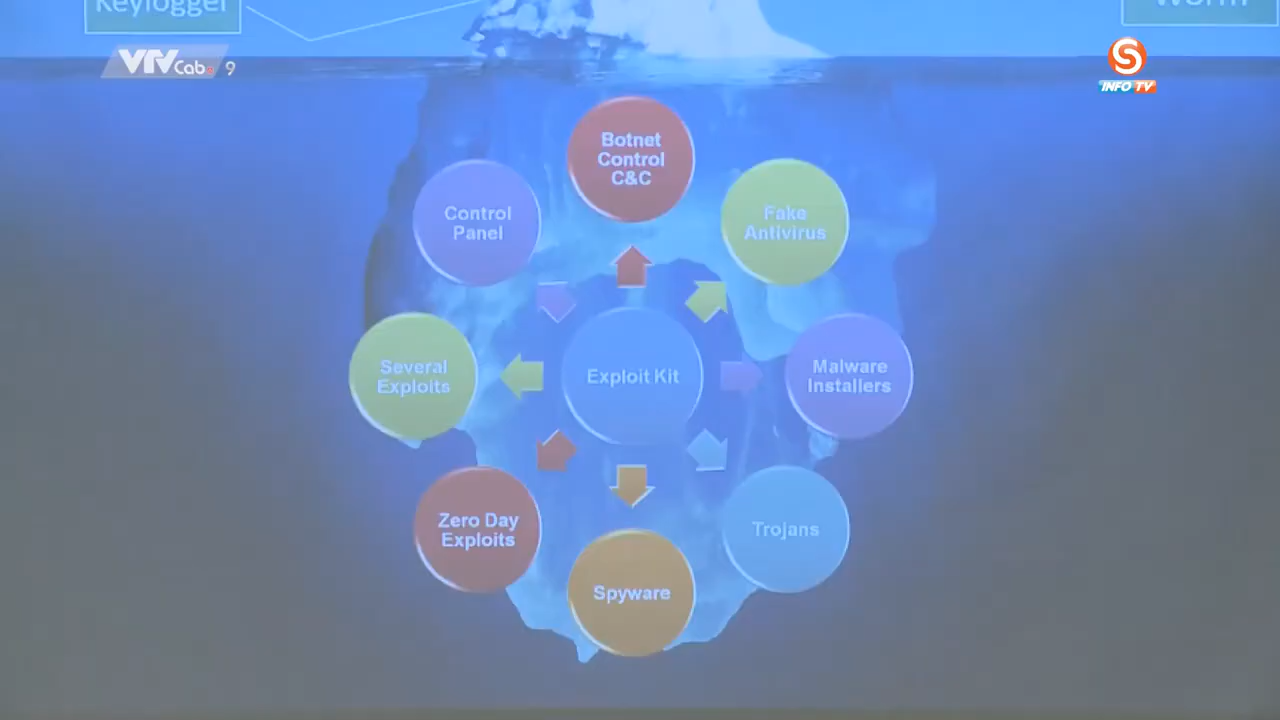 Keylogger
Worm
VTVCab 9
S
INFO TV
Botnet
Control
C&C
Control
Panel
Fake
Antivirus
Several
Exploits
Exploit Kit
Malware
Installers
Zero Day
Exploits
Trojans
Spyware